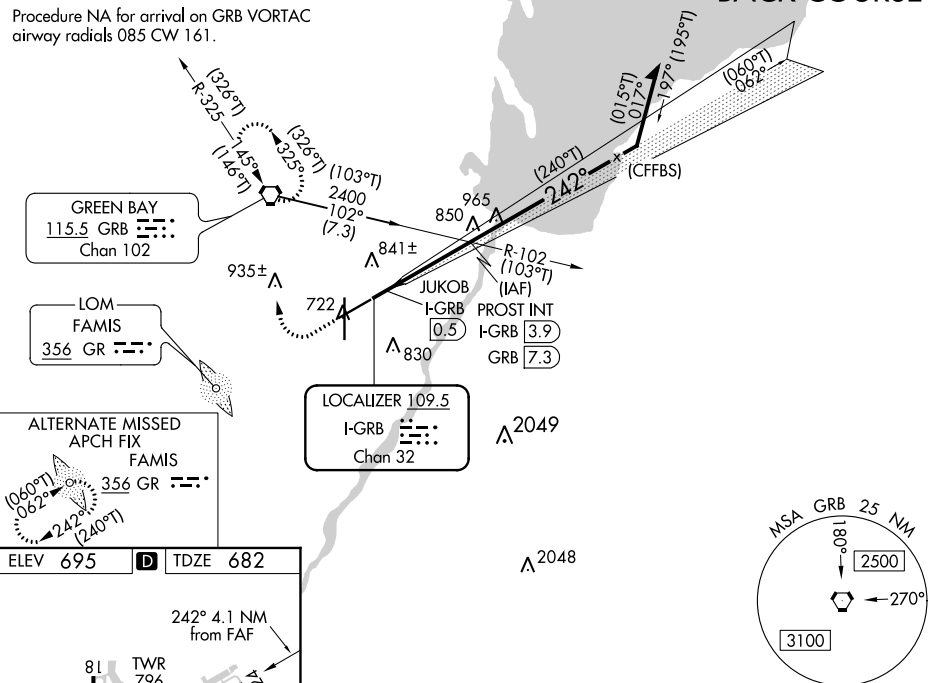 BACK COURSE
Procedure NA for arrival on GRB VORTAC
airway radials 085 CW 161.
(326°T)
R-325
145°
(146°T)
(326°T)
325°
(103°T)
2400
102°
(7.3)
GREEN BAY
115.5 GRB
Chan 102
(015°T)
017°
197° (195°T)
(060°T)
062°
(240°T)
242°
(CFFBS)
965
850
841±
935±
R-102
(103°T)
(IAF)
JUKOB
I-GRB
0.5
PROST INT
I-GRB 3.9
GRB 7.3
722
830
LOM
FAMIS
356 GR
LOCALIZER 109.5
I-GRB
Chan 32
2049
ALTERNATE MISSED
APCH FIX
FAMIS
356 GR
(060°T)
062°
242°
(240°T)
2048
MSA GRB 25 NM
180°
2500
270°
3100
ELEV 695
D
TDZE 682
242° 4.1 NM
from FAF
18
TWR
796
24